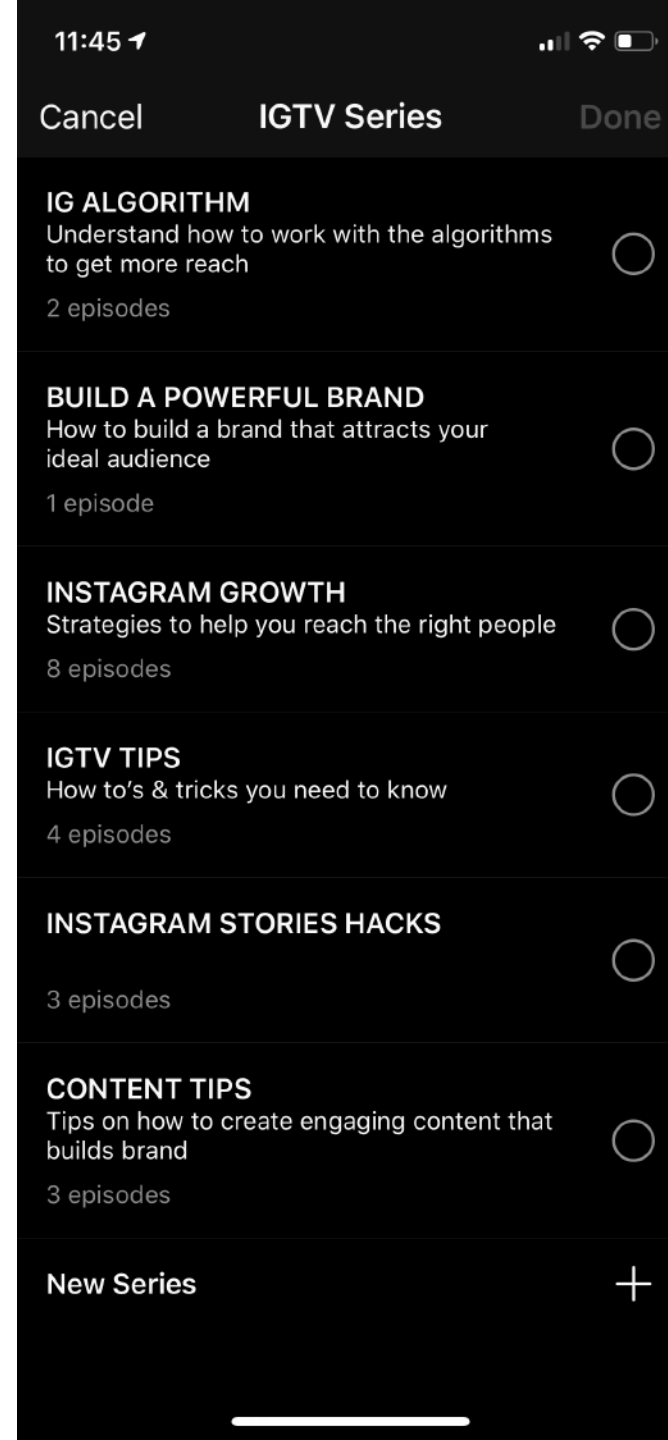 11:45
Cancel IGTV Series Done
IG ALGORITHM
Understand how to work with the algorithms
to get more reach
2 episodes
BUILD A POWERFUL BRAND
How to build a brand that attracts your
ideal audience
1 episode
INSTAGRAM GROWTH
Strategies to help you reach the right people
8 episodes
IGTV TIPS
How to’s & tricks you need to know
4 episodes
INSTAGRAM STORIES HACKS
3 episodes
CONTENT TIPS
Tips on how to create engaging content that
builds brand
3 episodes
New Series